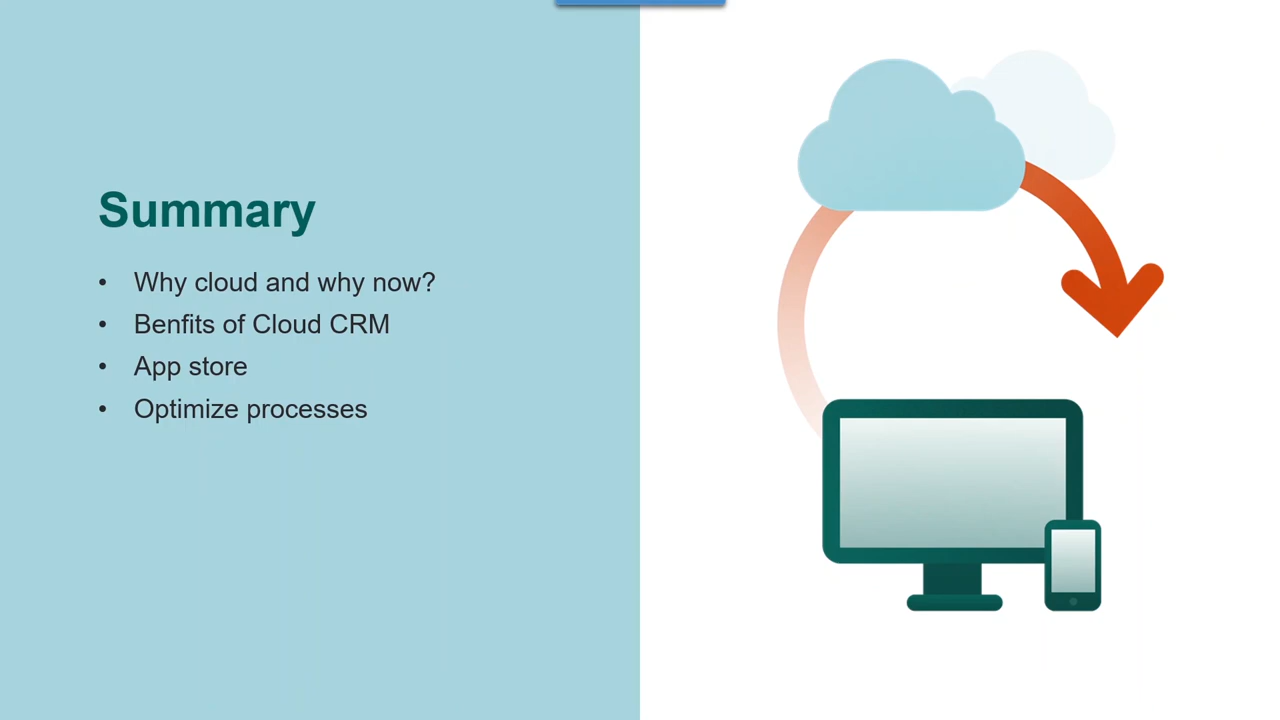 Summary
• Why cloud and why now?
• Benfits of Cloud CRM
• App store
• Optimize processes